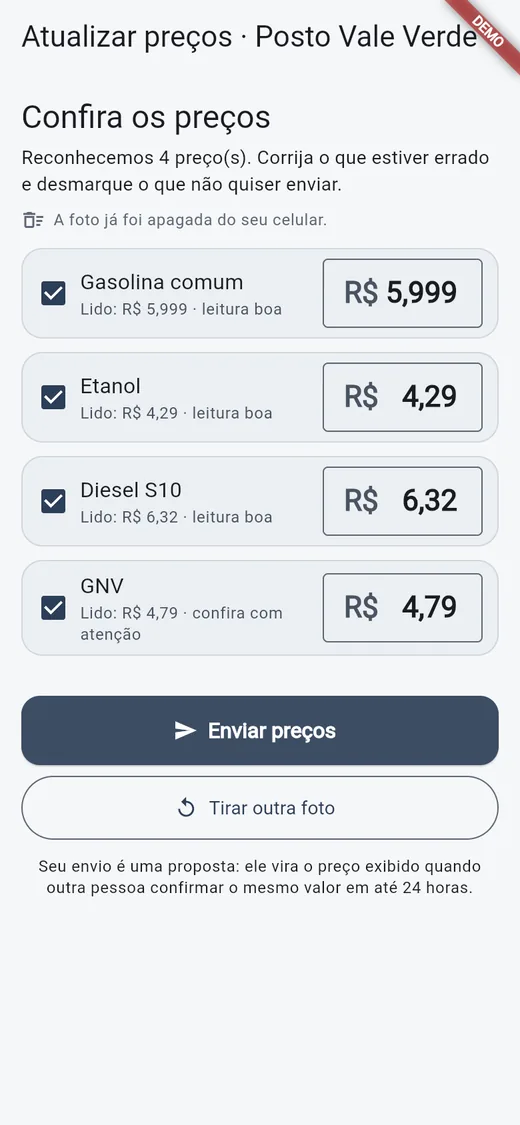 Atualizar preços · Posto Vale Verde
DEMO
Confira os preços
Reconhecemos 4 preço(s). Corrija o que estiver errado
e desmarque o que não quiser enviar.
A foto já foi apagada do seu celular.
Gasolina comum
Lido: R$ 5,999 · leitura boa
R$ 5,999
Etanol
Lido: R$ 4,29 · leitura boa
R$ 4,29
Diesel S10
Lido: R$ 6,32 · leitura boa
R$ 6,32
GNV
Lido: R$ 4,79 · confira com
atenção
R$ 4,79
Enviar preços
Tirar outra foto
Seu envio é uma proposta: ele vira o preço exibido quando
outra pessoa confirmar o mesmo valor em até 24 horas.